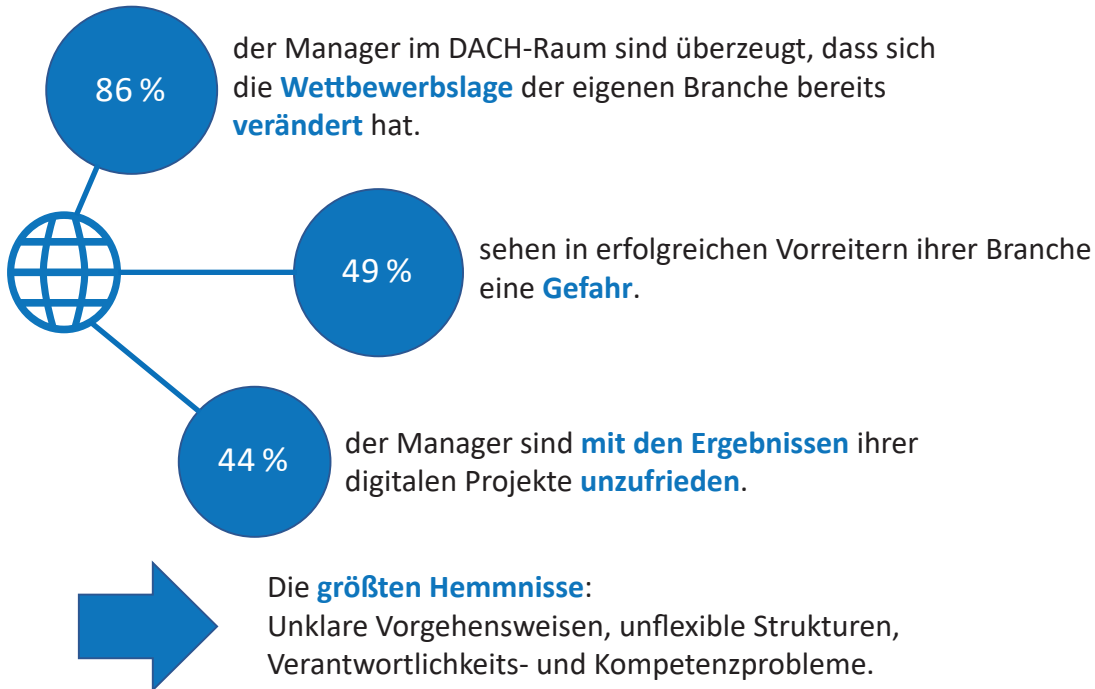 86 %
der Manager im DACH-Raum sind überzeugt, dass sich
die Wettbewerbslage der eigenen Branche bereits
verändert hat.
49 %
sehen in erfolgreichen Vorreitern ihrer Branche
eine Gefahr.
44 %
der Manager sind mit den Ergebnissen ihrer
digitalen Projekte unzufrieden.
Die größten Hemmnisse:
Unklare Vorgehensweisen, unflexible Strukturen,
Verantwortlichkeits- und Kompetenzprobleme.